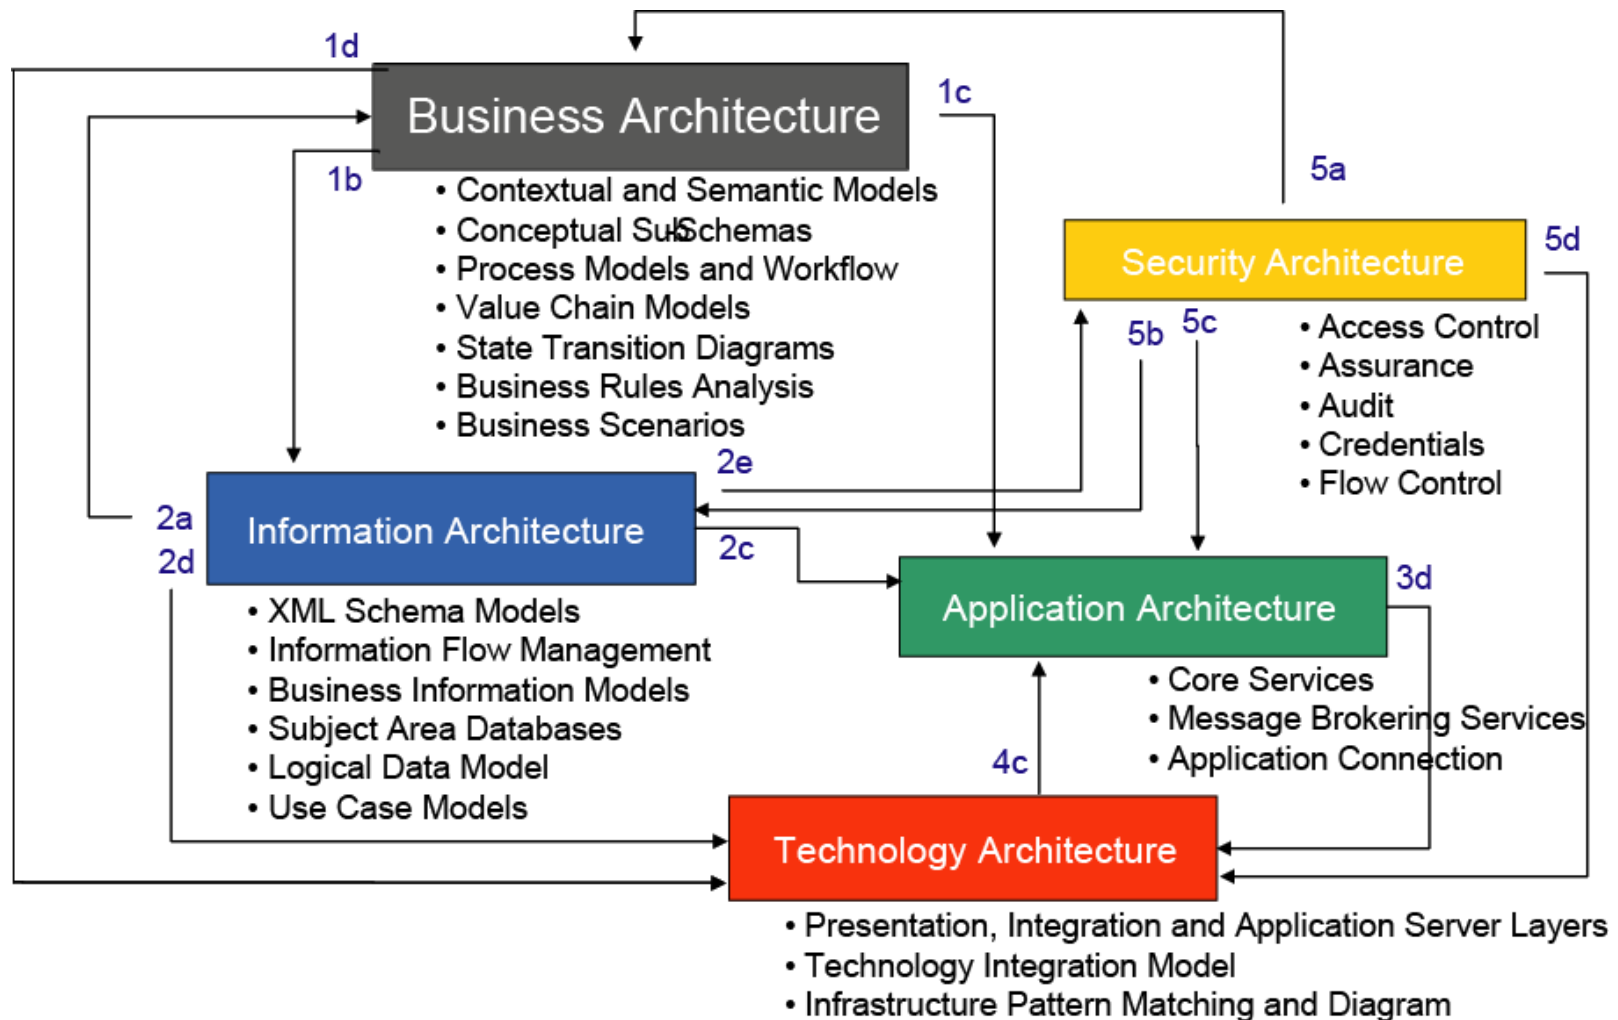 1d
Business Architecture
1c
1b
• Contextual and Semantic Models
• Conceptual Sub-Schemas
• Process Models and Workflow
• Value Chain Models
• State Transition Diagrams
• Business Rules Analysis
• Business Scenarios
5a
Security Architecture
5d
5b
5c
• Access Control
• Assurance
• Audit
• Credentials
• Flow Control
2e
2a
Information Architecture
2c
2d
• XML Schema Models
• Information Flow Management
• Business Information Models
• Subject Area Databases
• Logical Data Model
• Use Case Models
Application Architecture
3d
• Core Services
• Message Brokering Services
• Application Connection
4c
Technology Architecture
• Presentation, Integration and Application Server Layers
• Technology Integration Model
• Infrastructure Pattern Matching and Diagram